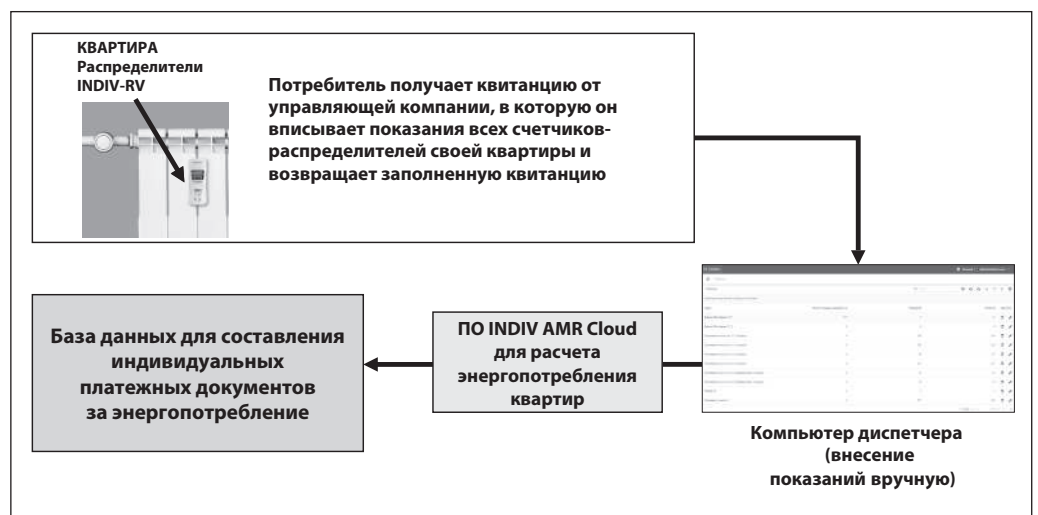 КВАРТИРА
Распределители
INDIV-RV
Потребитель получает квитанцию от
управляющей компании, в которую он
вписывает показания всех счетчиков-
распределителей своей квартиры и
возвращает заполненную квитанцию
База данных для составления
индивидуальных
платежных документов
за энергопотребление
ПО INDIV AMR Cloud
для расчета
энергопотребления
квартир
Компьютер диспетчера
(внесение
показаний вручную)